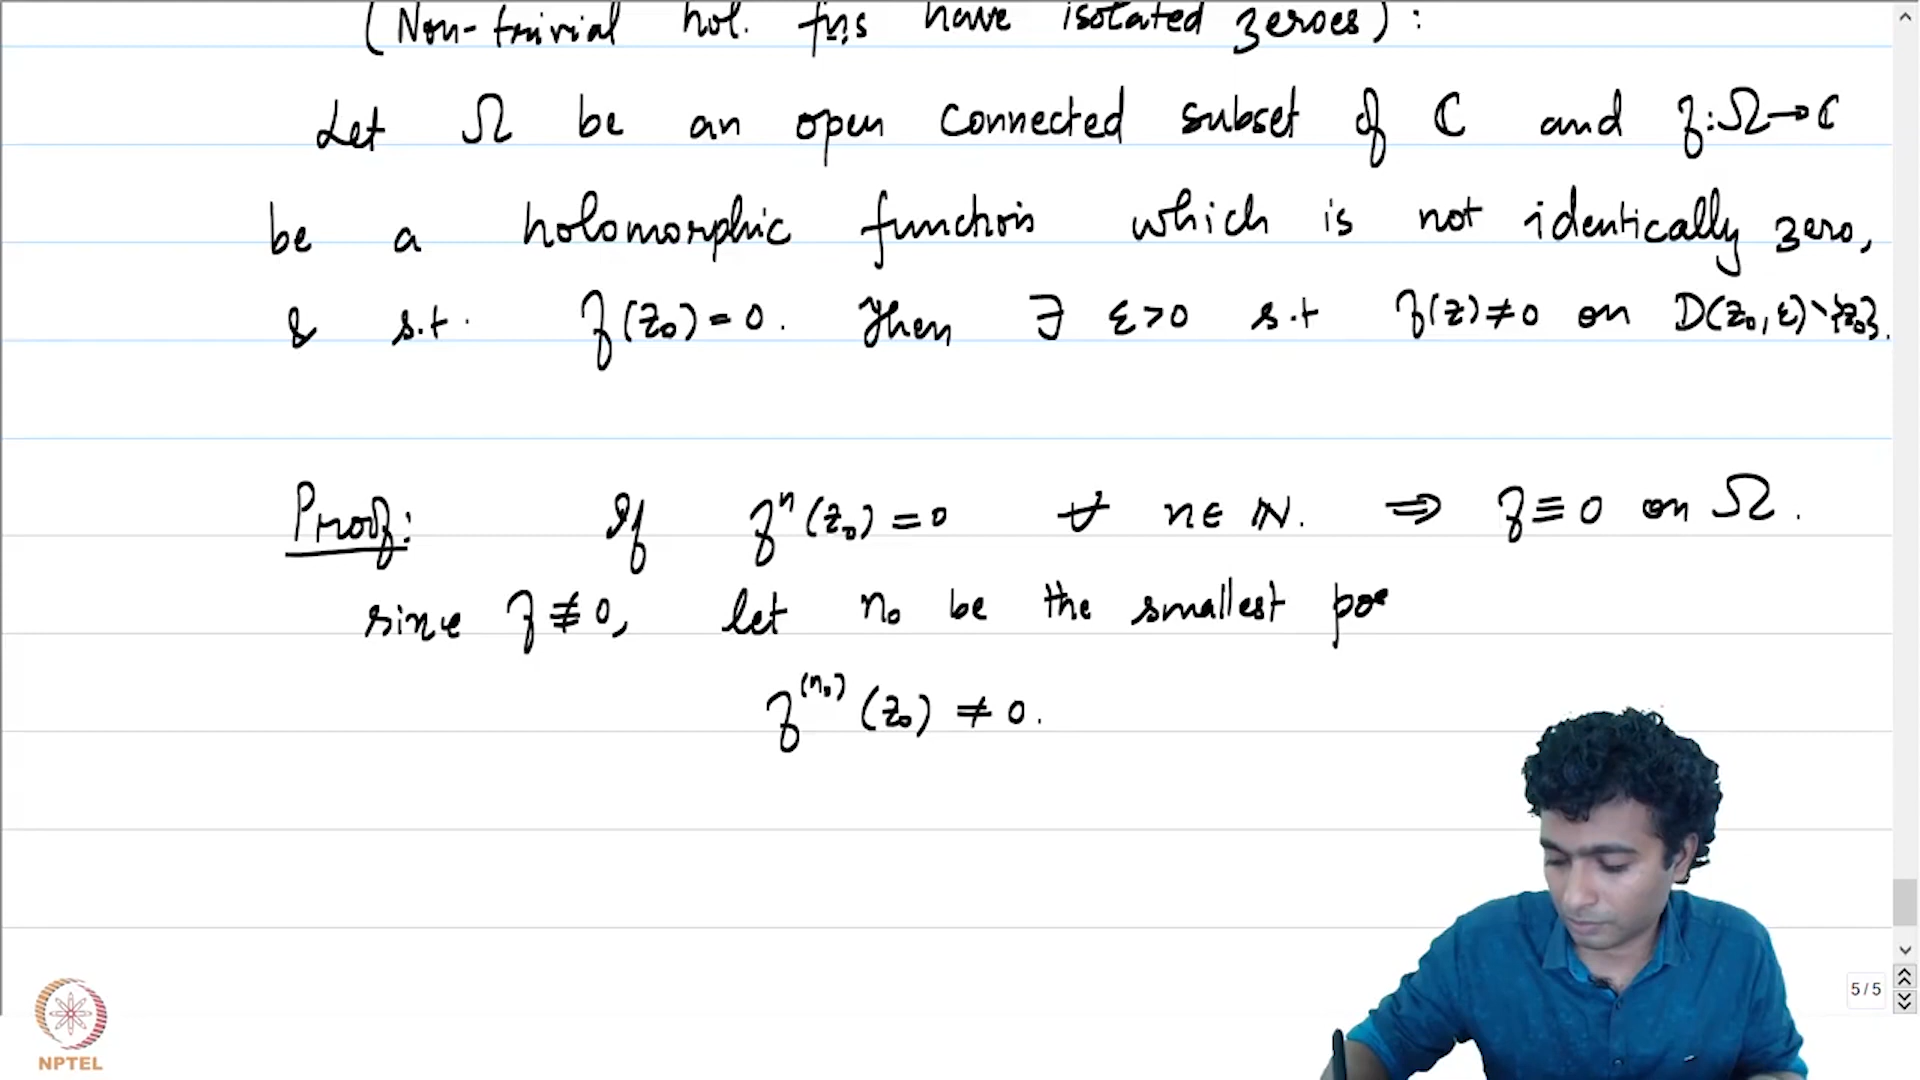 (Non-trivial hol. fns have isolated zeroes) :
Let Ω be an open connected subset of ℂ and f:Ω→ℂ
be a holomorphic function which is not identically zero,
& s.t. f(z₀)=0. Then ∃ ε>0 s.t f(z)≠0 on D(z₀,ε)∖{z₀}.
Proof: If fⁿ(z₀)=0 ∀ n∈ℕ. ⇒ f≡0 on Ω.
since f≢0, let n₀ be the smallest pos
f⁽ⁿ₀⁾(z₀) ≠ 0.
5/5
NPTEL